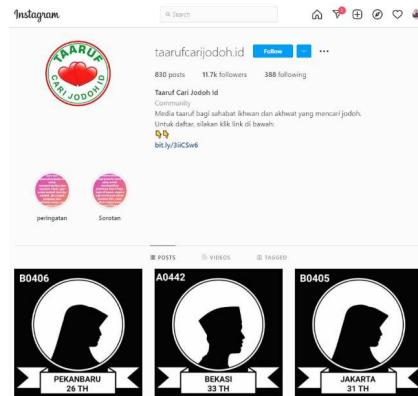 Instagram
Search
TAARUF
CARI JODOH ID
taarufcarijodoh.id Follow
830 posts 11.7k followers 388 following
Taaruf Cari Jodoh Id
Community
Media taaruf bagi sahabat ikhwan dan akhwat yang mencari jodoh.
Untuk daftar, silakan klik link di bawah:
bit.ly/3iiCSw6
peringatan Sorotan
POSTS VIDEOS TAGGED
B0406 A0442 B0405
PEKANBARU BEKASI JAKARTA
26 TH 33 TH 31 TH